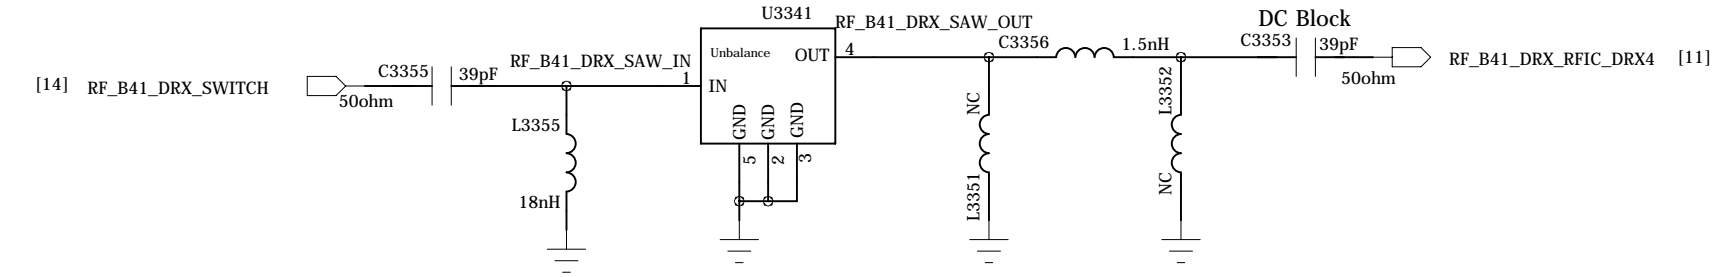 [14] RF_B41_DRX_SWITCH
50ohm
C3355
39pF
RF_B41_DRX_SAW_IN
1
L3355
18nH
U3341
Unbalance
IN
OUT
GND
GND
GND
5
2
3
RF_B41_DRX_SAW_OUT
4
C3356
1.5nH
NC
L3351
L3352
NC
DC Block
C3353
39pF
50ohm
RF_B41_DRX_RFIC_DRX4 [11]